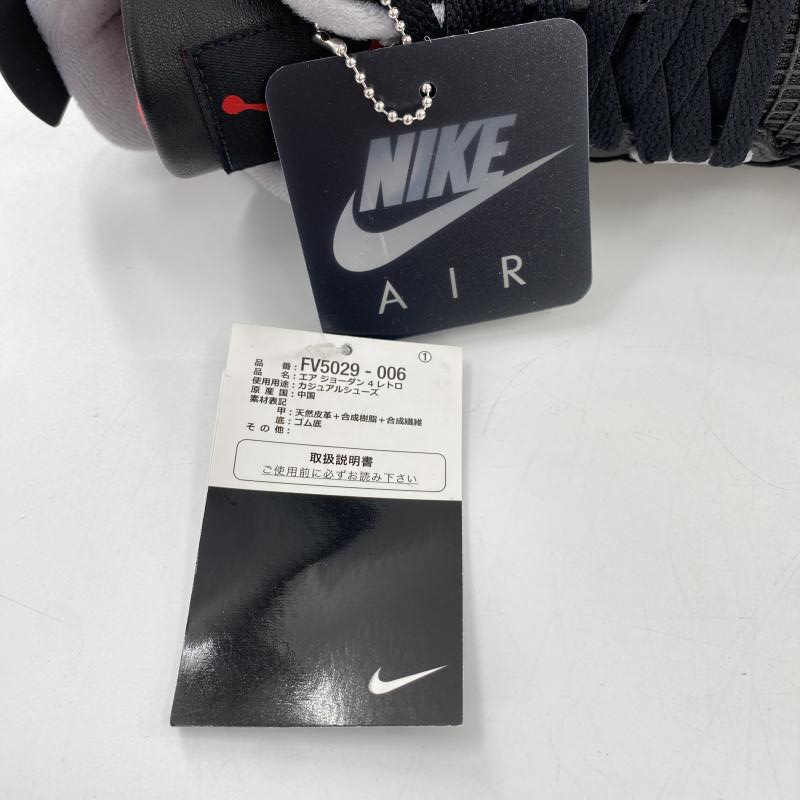 NIKE
AIR
①
品番：FV5029-006
品名：エア ジョーダン 4 レトロ
使用用途：カジュアルシューズ
原産国：中国
素材表記
甲：天然皮革＋合成樹脂＋合成繊維
底：ゴム底
その他：
取扱説明書
ご使用前に必ずお読み下さい